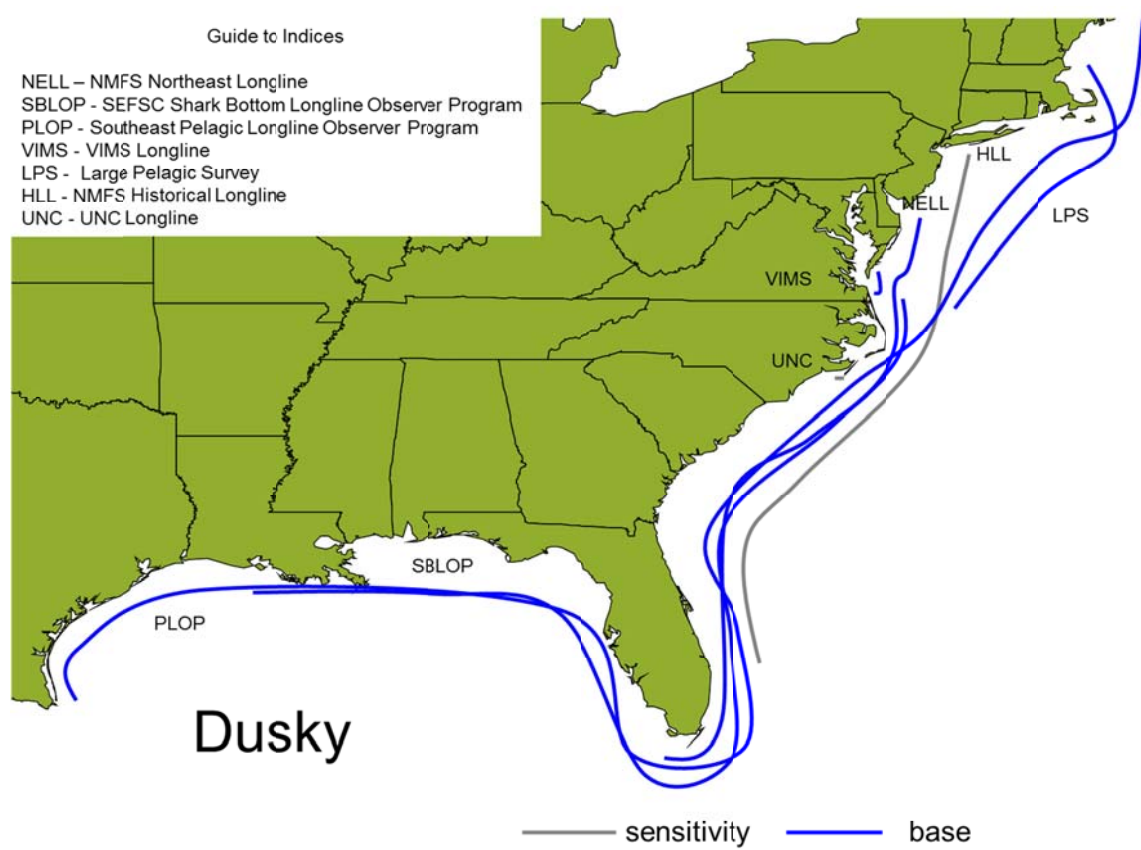 Guide to Indices
NELL – NMFS Northeast Longline
SBLOP - SEFSC Shark Bottom Longline Observer Program
PLOP - Southeast Pelagic Longline Observer Program
VIMS - VIMS Longline
LPS - Large Pelagic Survey
HLL - NMFS Historical Longline
UNC - UNC Longline
HLL
NELL
LPS
VIMS
UNC
SBLOP
PLOP
Dusky
sensitivity base